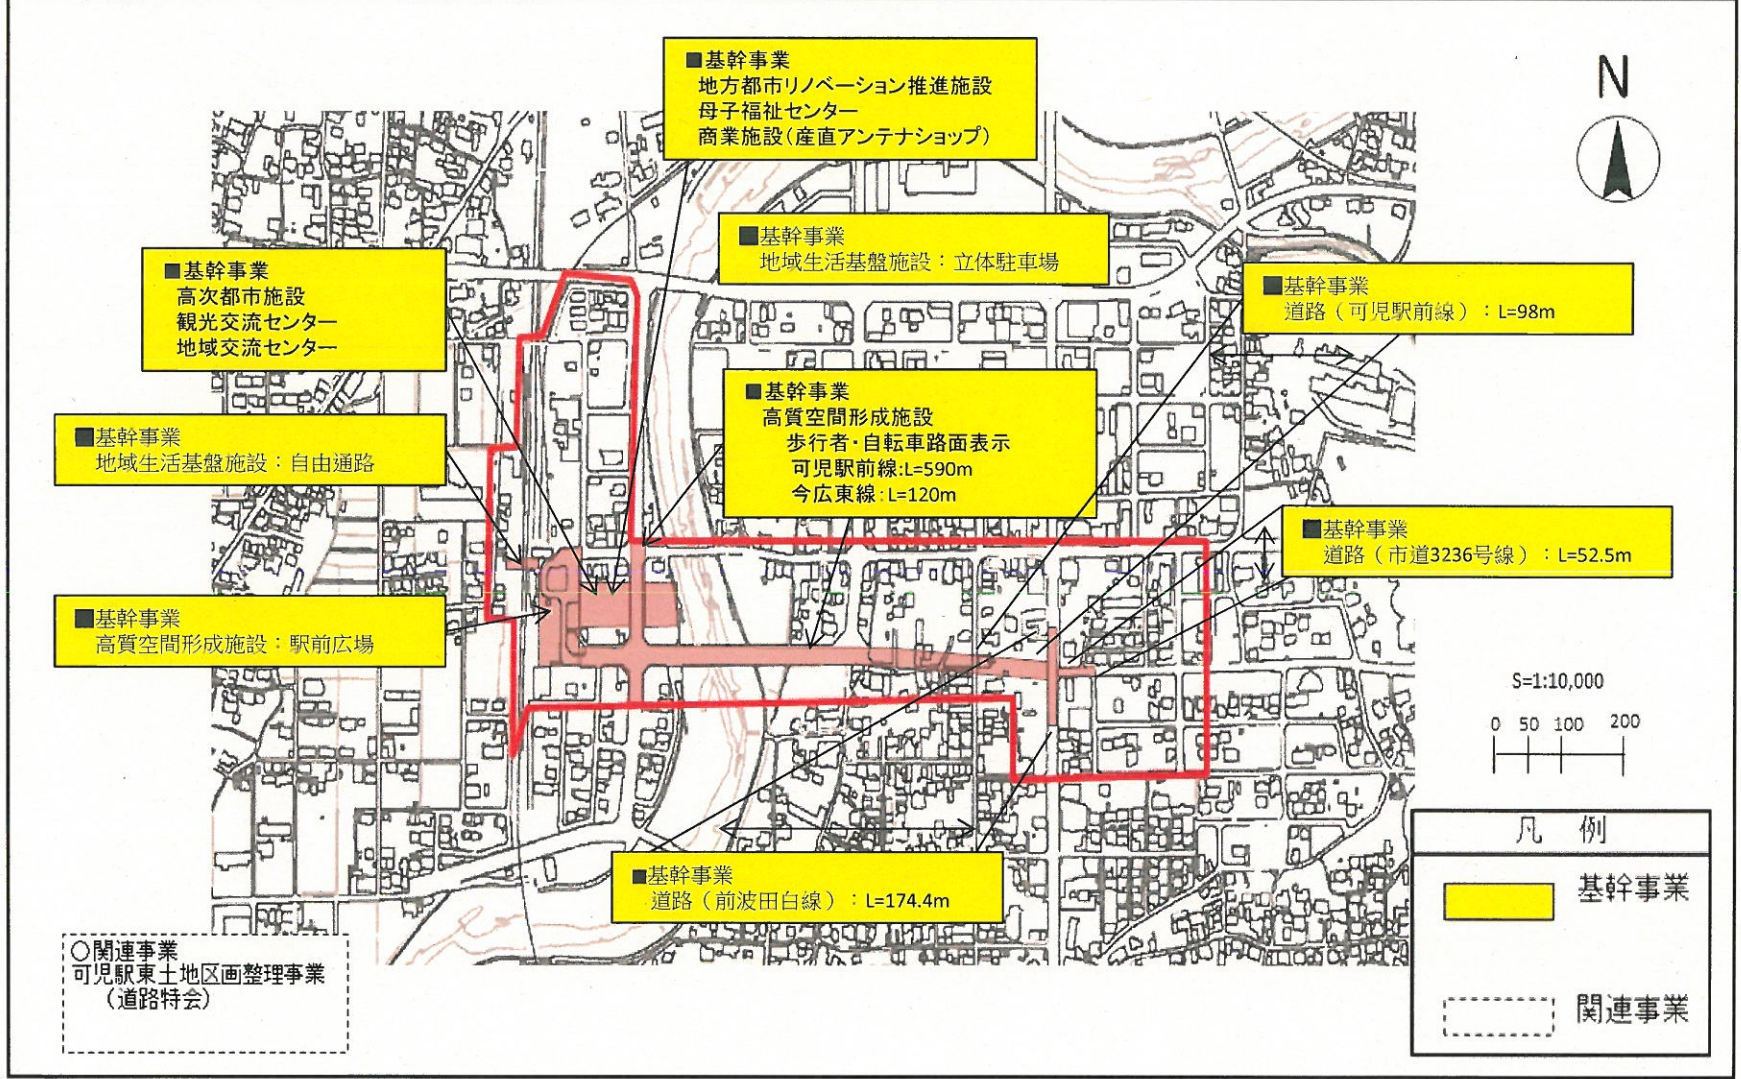 ■基幹事業
地方都市リノベーション推進施設
母子福祉センター
商業施設(産直アンテナショップ)
N
■基幹事業
地域生活基盤施設：立体駐車場
■基幹事業
高次都市施設
観光交流センター
地域交流センター
■基幹事業
道路（可児駅前線）：L=98m
■基幹事業
高質空間形成施設
歩行者・自転車路面表示
可児駅前線:L=590m
今広東線:L=120m
■基幹事業
地域生活基盤施設：自由通路
■基幹事業
道路（市道3236号線）：L=52.5m
■基幹事業
高質空間形成施設：駅前広場
S=1:10,000
0 50 100 200
■基幹事業
道路（前波田白線）：L=174.4m
凡 例
基幹事業
関連事業
○関連事業
可児駅東土地区画整理事業
（道路特会）